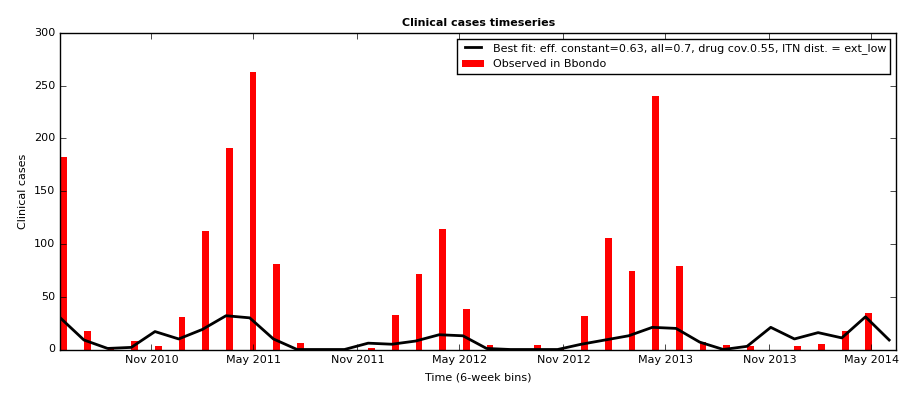 Clinical cases timeseries
Best fit: eff. constant=0.63, all=0.7, drug cov.0.55, ITN dist. = ext_low
Observed in Bbondo
Clinical cases
300
250
200
150
100
50
0
Nov 2010 May 2011 Nov 2011 May 2012 Nov 2012 May 2013 Nov 2013 May 2014
Time (6-week bins)